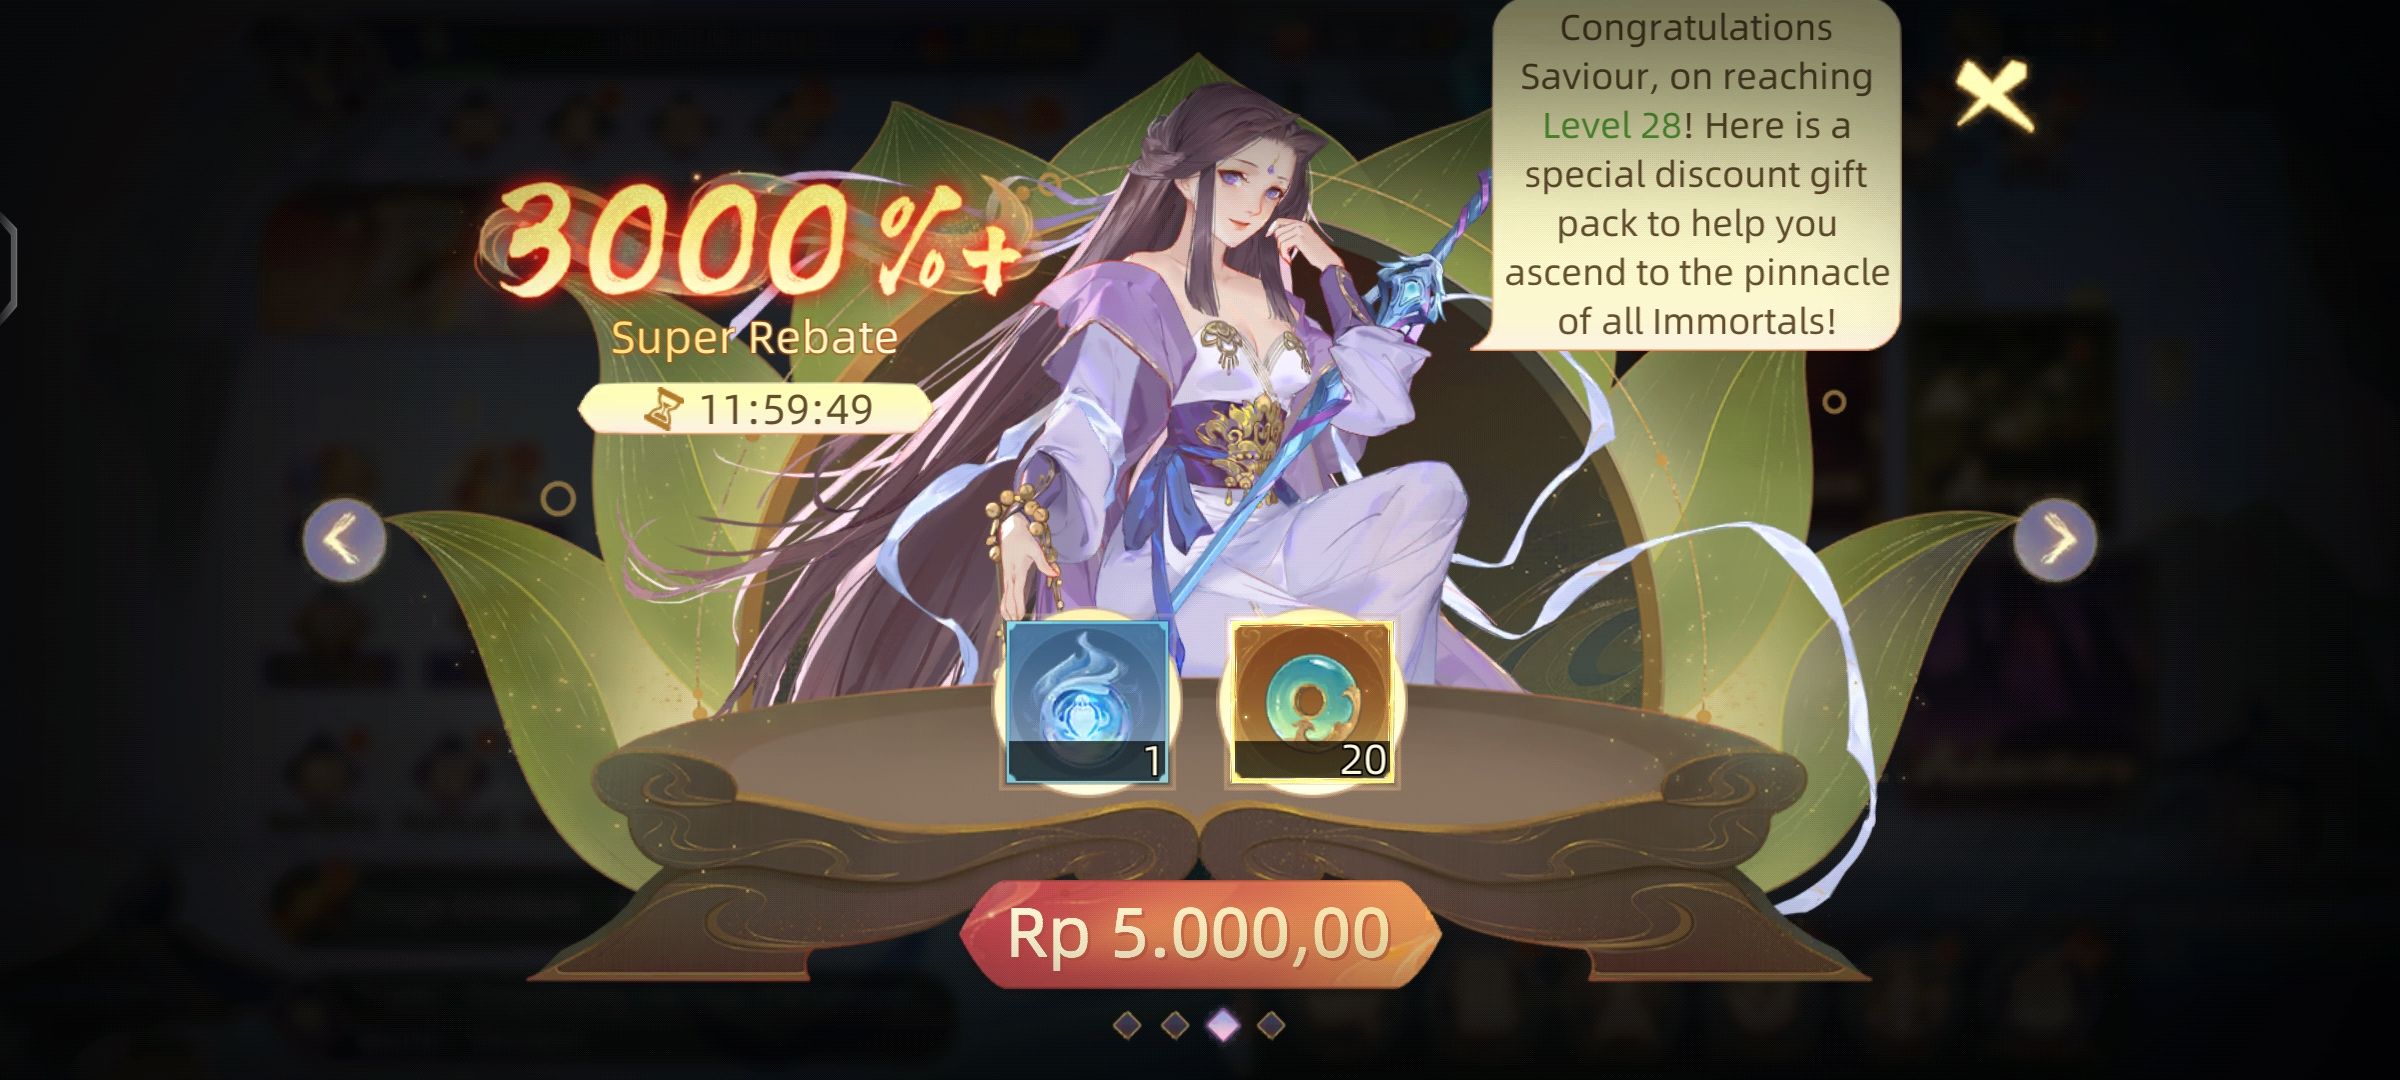 Congratulations
Saviour, on reaching
Level 28! Here is a
special discount gift
pack to help you
ascend to the pinnacle
of all Immortals!
3000%+
Super Rebate
11:59:49
1
20
Rp 5.000,00